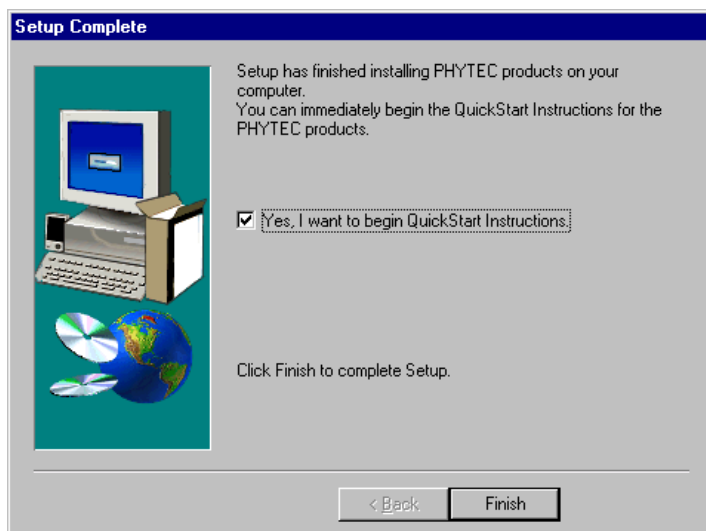 Setup Complete
Setup has finished installing PHYTEC products on your
computer.
You can immediately begin the QuickStart Instructions for the
PHYTEC products.
Yes, I want to begin QuickStart Instructions.
Click Finish to complete Setup.
< Back
Finish